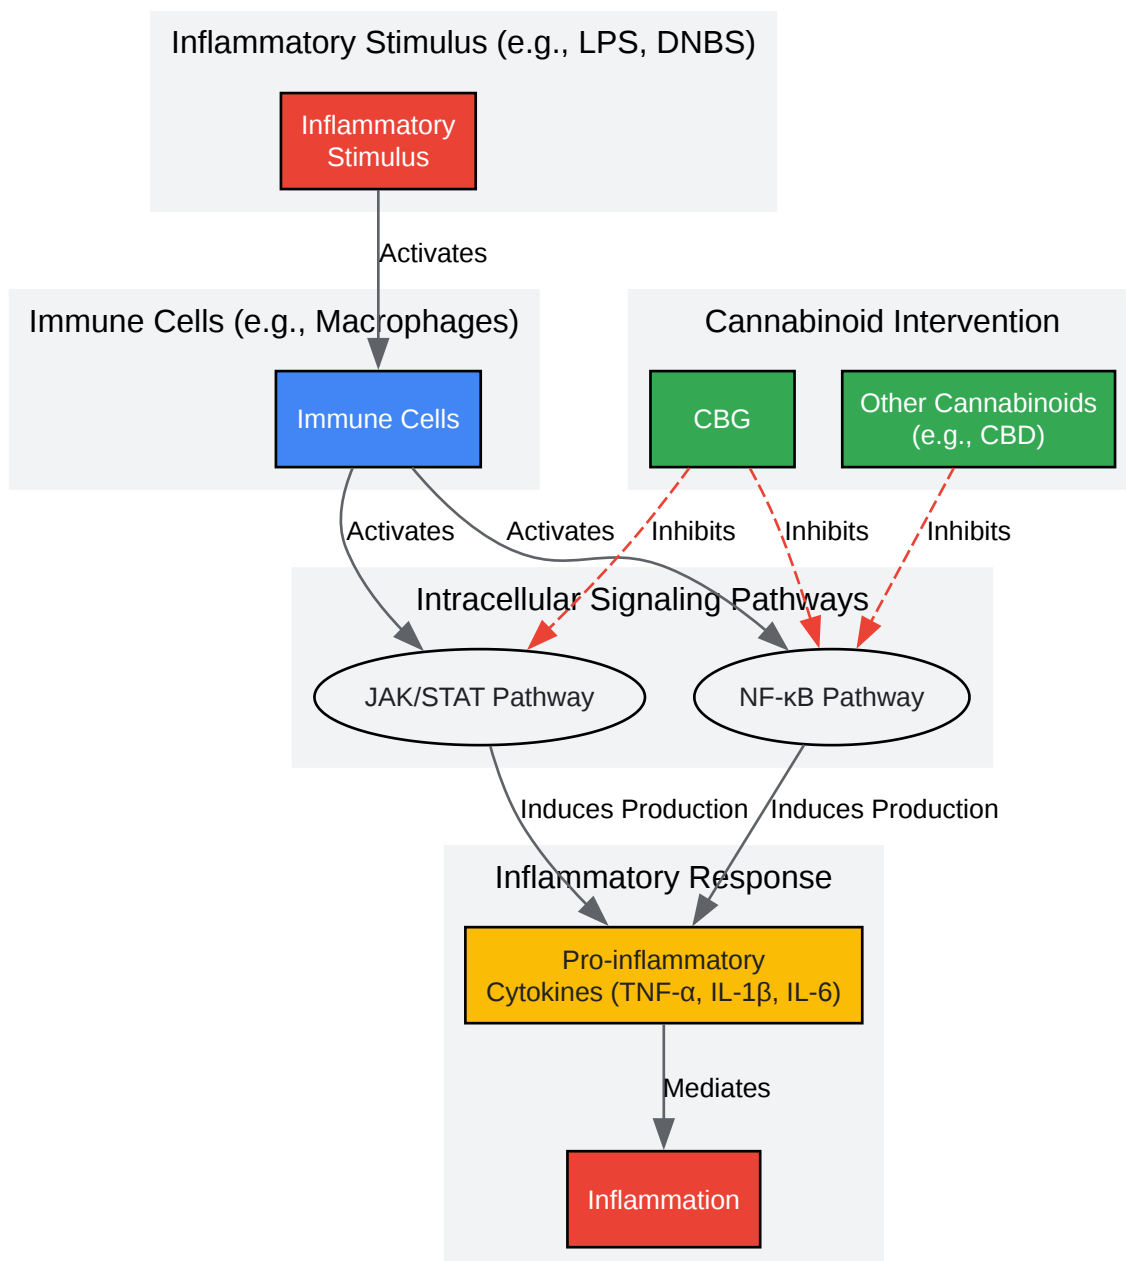 Inflammatory Stimulus (e.g., LPS, DNBS)
Inflammatory
Stimulus
Activates
Immune Cells (e.g., Macrophages)
Cannabinoid Intervention
Immune Cells
CBG
Other Cannabinoids
(e.g., CBD)
Activates
Activates
Inhibits
Inhibits
Inhibits
Intracellular Signaling Pathways
JAK/STAT Pathway
NF-κB Pathway
Induces Production
Induces Production
Inflammatory Response
Pro-inflammatory
Cytokines (TNF-α, IL-1β, IL-6)
Mediates
Inflammation